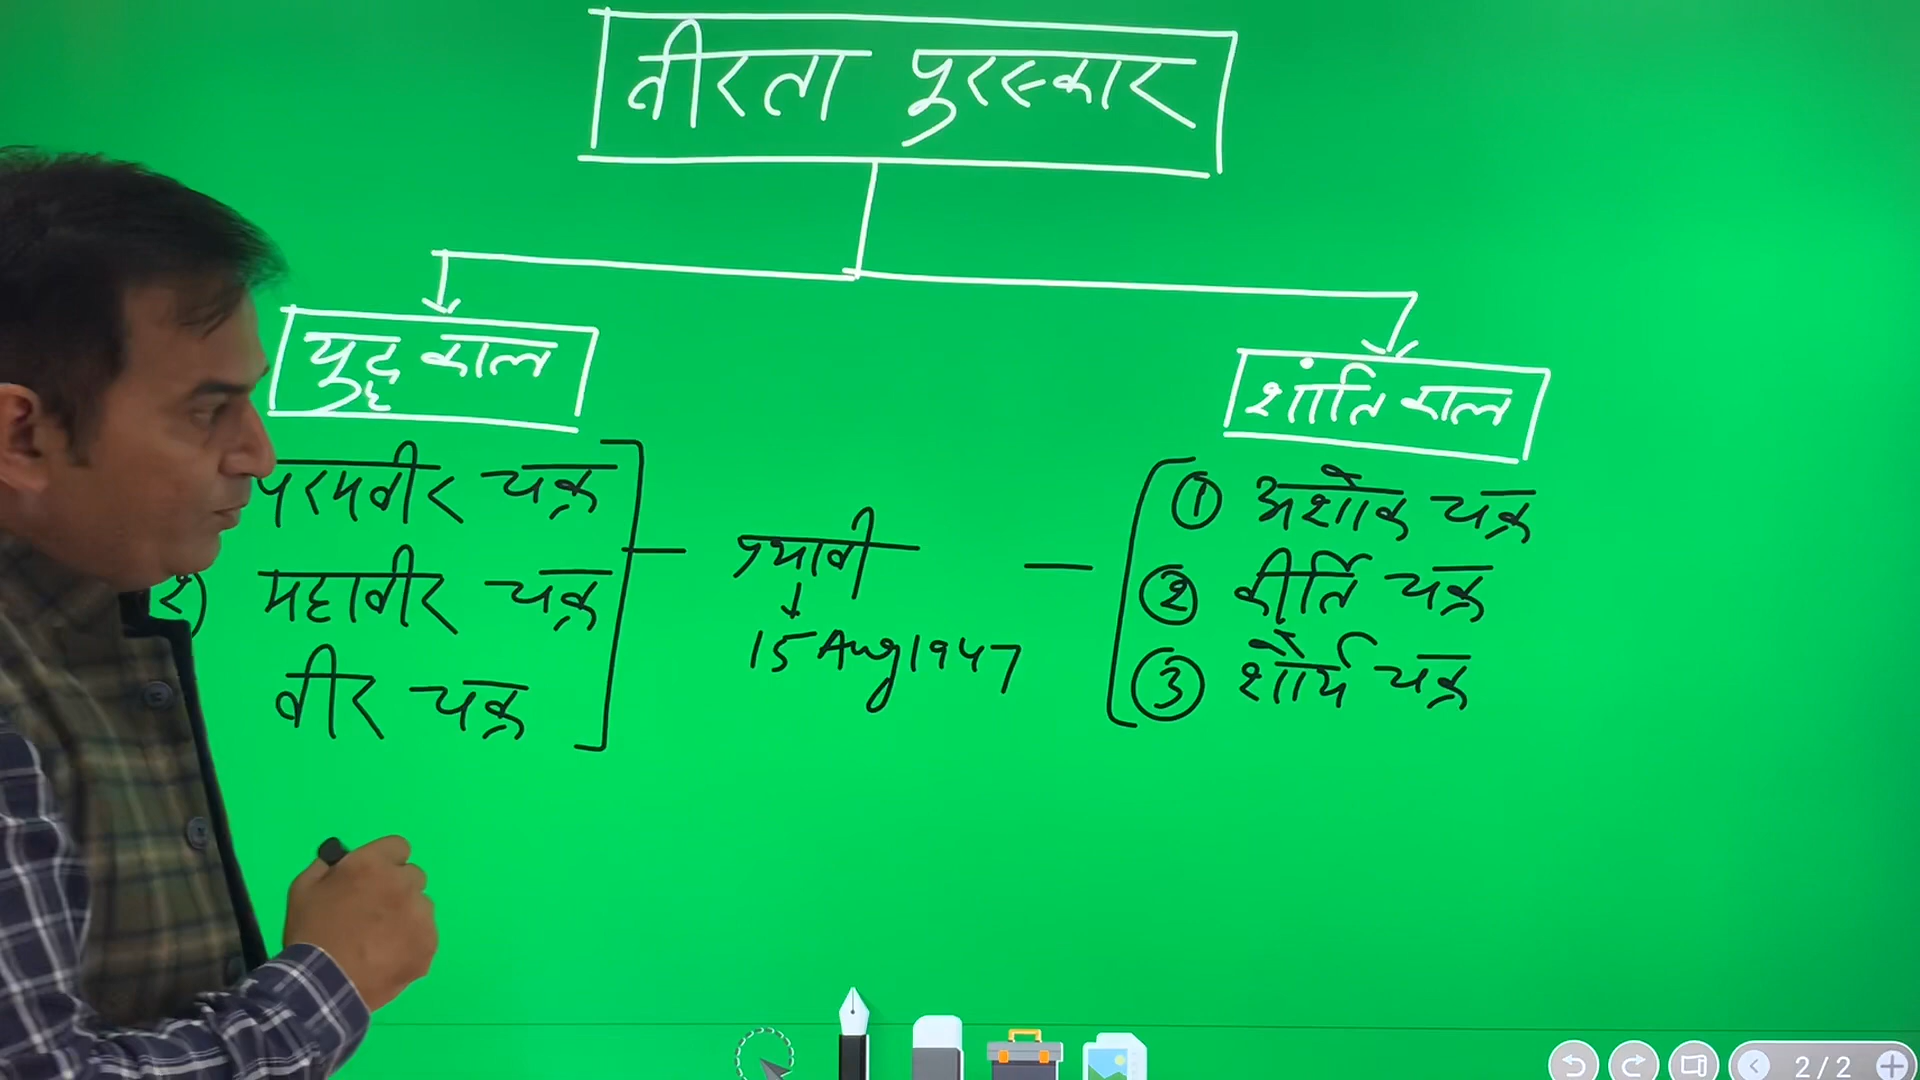 वीरता पुरस्कार
युद्ध काल
शांति काल
परमवीर चक्र
2) महावीर चक्र
वीर चक्र
प्रभावी
15 Aug 1947
① अशोक चक्र
② कीर्ति चक्र
③ शौर्य चक्र
2/2